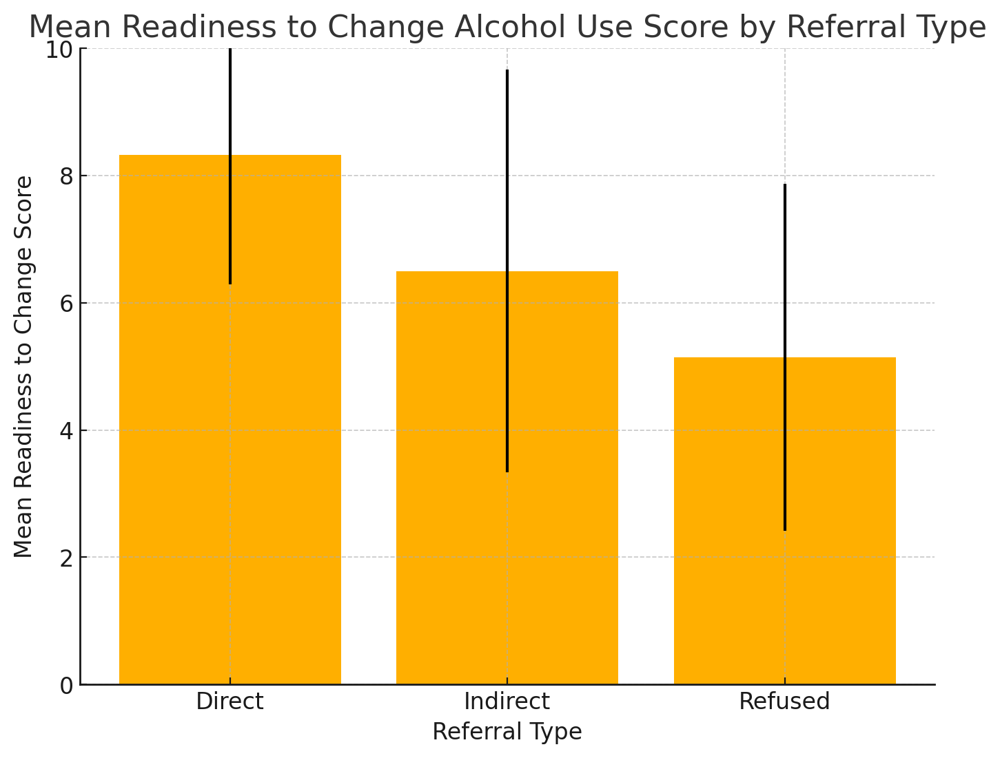 Mean Readiness to Change Alcohol Use Score by Referral Type
Mean Readiness to Change Score
10
8
6
4
2
0
Direct
Indirect
Refused
Referral Type